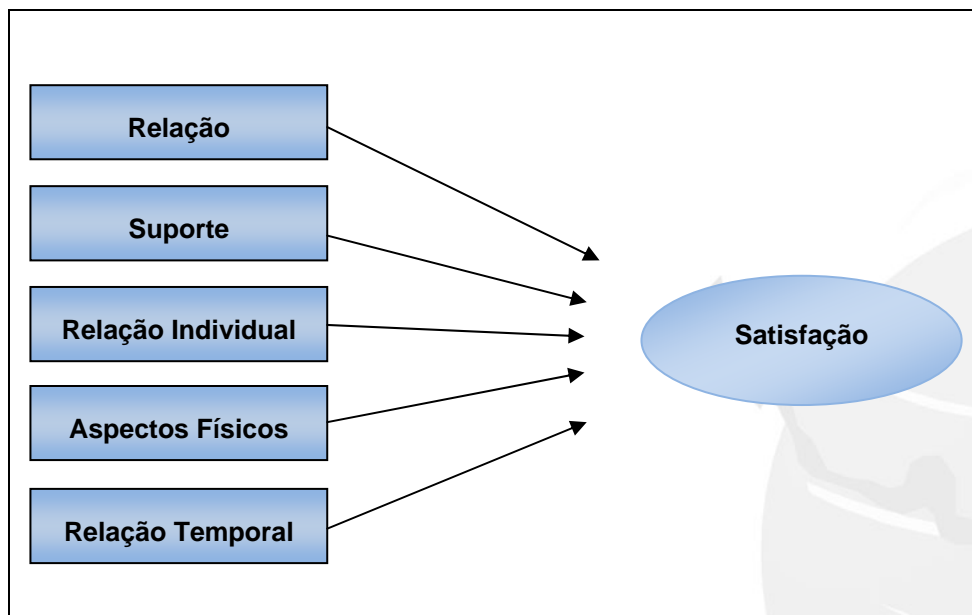 Relação
Suporte
Relação Individual
Aspectos Físicos
Relação Temporal
Satisfação